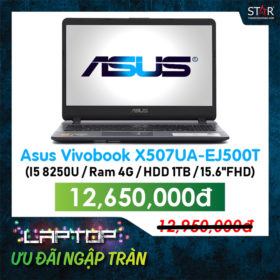 ST★R
ASUS
Asus Vivobook X507UA-EJ500T
(I5 8250U / Ram 4G / HDD 1TB / 15.6"FHD)
12,650,000đ
12,950,000đ
LAPTOP
ƯU ĐÃI NGẬP TRÀN